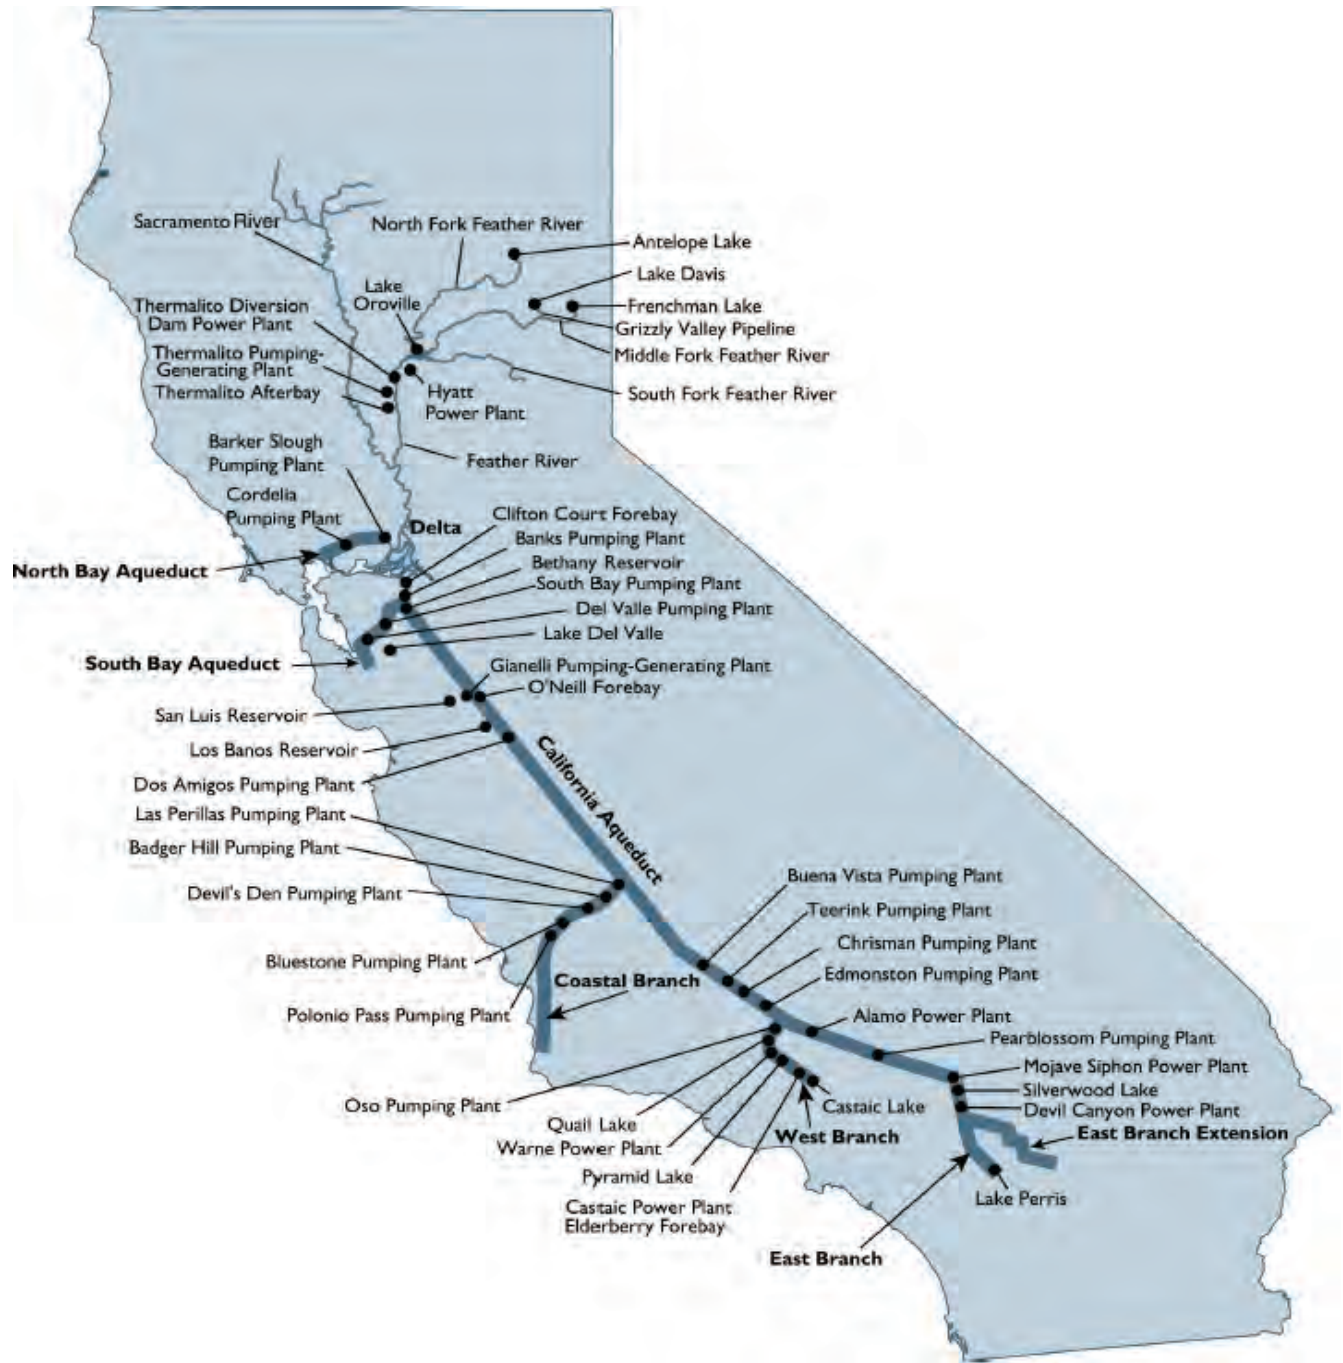 Sacramento River
North Fork Feather River
Antelope Lake
Lake Davis
Lake
Oroville
Frenchman Lake
Thermalito Diversion
Dam Power Plant
Grizzly Valley Pipeline
Middle Fork Feather River
Thermalito Pumping-
Generating Plant
Thermalito Afterbay
Hyatt
Power Plant
South Fork Feather River
Barker Slough
Pumping Plant
Feather River
Cordelia
Pumping Plant
Delta
Clifton Court Forebay
Banks Pumping Plant
Bethany Reservoir
North Bay Aqueduct
South Bay Pumping Plant
Del Valle Pumping Plant
Lake Del Valle
South Bay Aqueduct
Gianelli Pumping-Generating Plant
O'Neill Forebay
San Luis Reservoir
Los Banos Reservoir
Dos Amigos Pumping Plant
California Aqueduct
Las Perillas Pumping Plant
Badger Hill Pumping Plant
Devil's Den Pumping Plant
Buena Vista Pumping Plant
Teerink Pumping Plant
Chrisman Pumping Plant
Bluestone Pumping Plant
Edmonston Pumping Plant
Coastal Branch
Polonio Pass Pumping Plant
Alamo Power Plant
Pearblossom Pumping Plant
Mojave Siphon Power Plant
Silverwood Lake
Devil Canyon Power Plant
Oso Pumping Plant
Castaic Lake
Quail Lake
West Branch
East Branch Extension
Warne Power Plant
Pyramid Lake
Lake Perris
Castaic Power Plant
Elderberry Forebay
East Branch